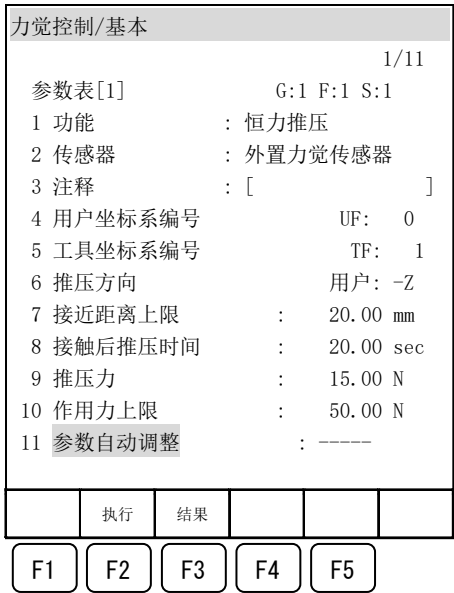 力觉控制/基本
1/11
参数表[1] G:1 F:1 S:1
1 功能 : 恒力推压
2 传感器 : 外置力觉传感器
3 注释 : [ ]
4 用户坐标系编号 UF: 0
5 工具坐标系编号 TF: 1
6 推压方向 用户: -Z
7 接近距离上限 : 20.00 mm
8 接触后推压时间 : 20.00 sec
9 推压力 : 15.00 N
10 作用力上限 : 50.00 N
11 参数自动调整 : -----
执行 结果
F1 F2 F3 F4 F5